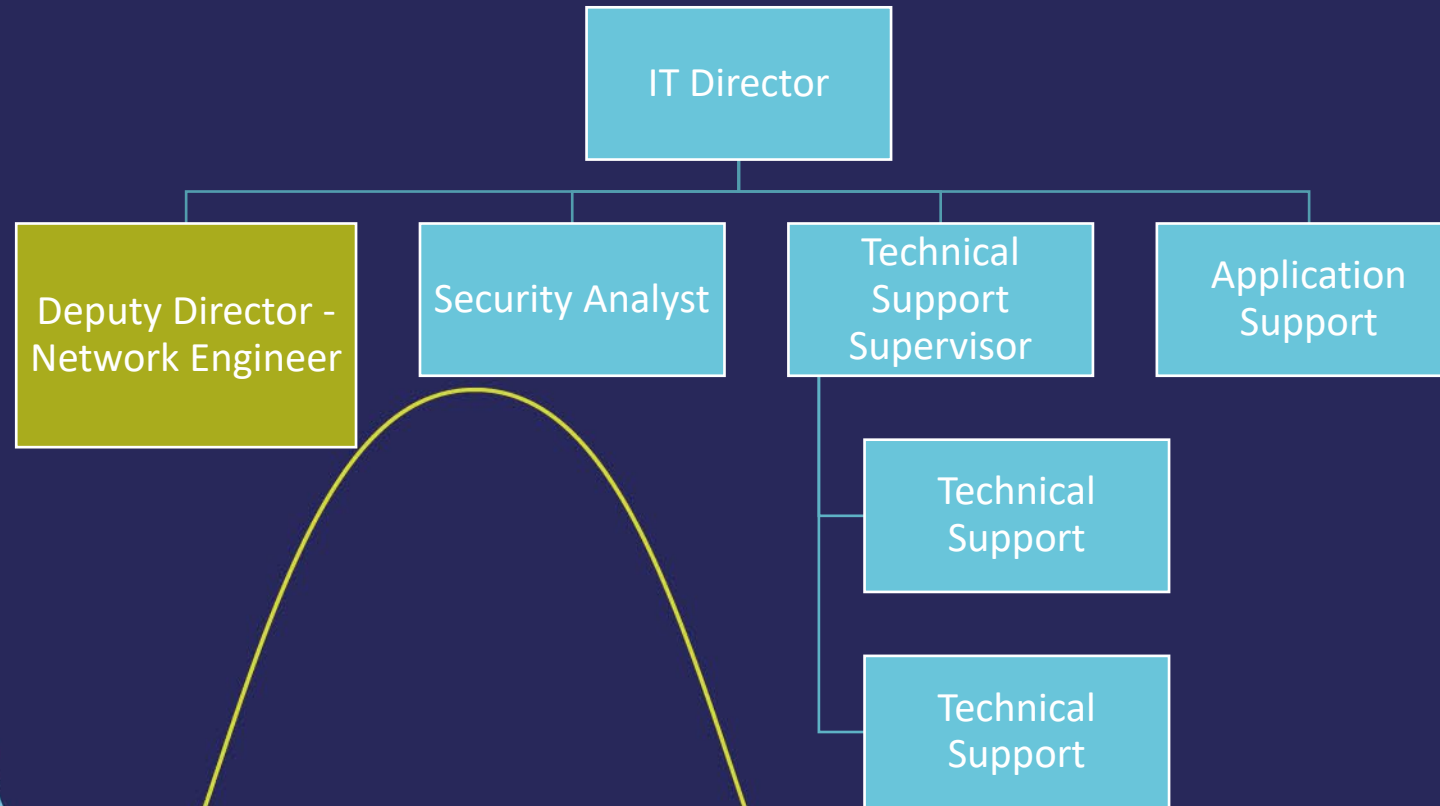 IT Director
Deputy Director -
Network Engineer
Security Analyst
Technical
Support
Supervisor
Application
Support
Technical
Support
Technical
Support